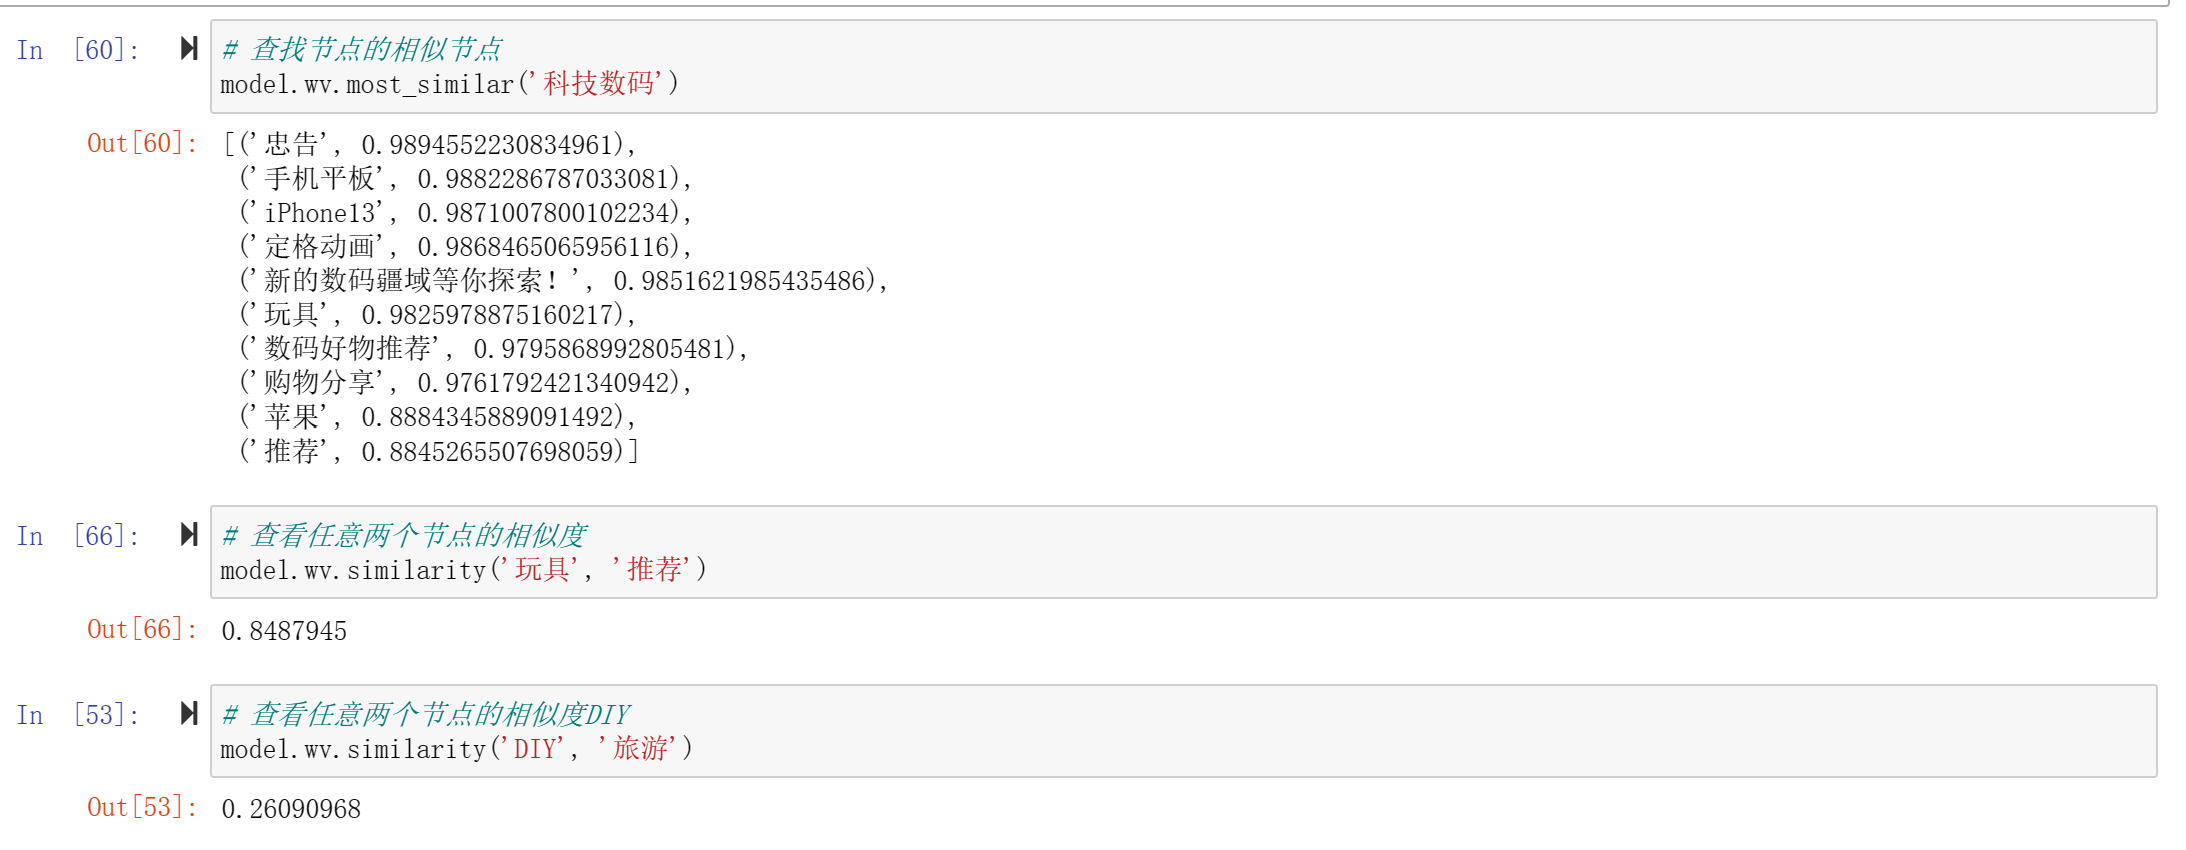 In [60]:
# 查找节点的相似节点
model.wv.most_similar('科技数码')
Out[60]:
[('忠告', 0.9894552230834961),
('手机平板', 0.9882286787033081),
('iPhone13', 0.9871007800102234),
('定格动画', 0.9868465065956116),
('新的数码疆域等你探索！', 0.9851621985435486),
('玩具', 0.9825978875160217),
('数码好物推荐', 0.9795868992805481),
('购物分享', 0.9761792421340942),
('苹果', 0.8884345889091492),
('推荐', 0.8845265507698059)]
In [66]:
# 查看任意两个节点的相似度
model.wv.similarity('玩具', '推荐')
Out[66]:
0.8487945
In [53]:
# 查看任意两个节点的相似度DIY
model.wv.similarity('DIY', '旅游')
Out[53]:
0.26090968